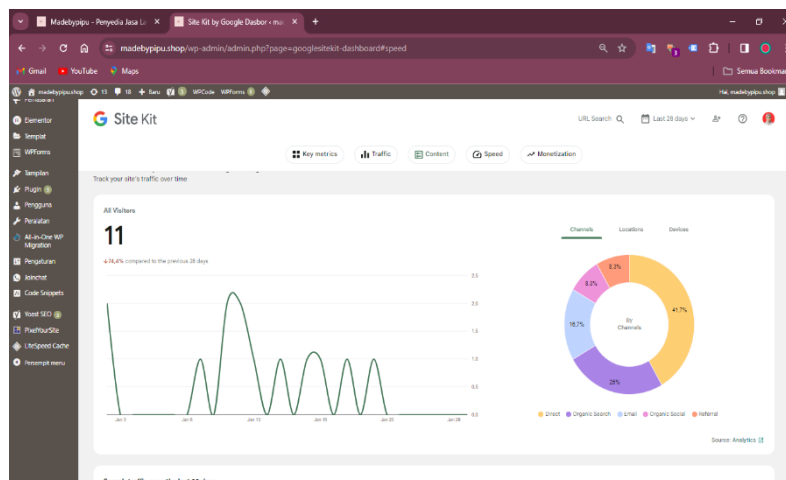 Madebypipu - Penyedia Jasa La
Site Kit by Google Dasbor < mad
madebypipu.shop/wp-admin/admin.php?page=googlesitekit-dashboard#speed
Gmail
YouTube
Maps
Semua Bookmar
madebypipu.shop
13
18
+ Baru
WPCode
WPForms
Hai, madebypipu.shop
Elementor
Templat
WPForms
Tampilan
Plugin
Pengguna
Peralatan
All-in-One WP
Migration
Pengaturan
Joinchat
Code Snippets
Yoast SEO
PixelYourSite
LiteSpeed Cache
Persempit menu
Site Kit
URL Search
Last 28 days
Key metrics
Traffic
Content
Speed
Monetization
Track your site's traffic over time
All Visitors
11
74,4% compared to the previous 28 days
2.5
2.0
1.5
1.0
0.5
0.0
Channels
Locations
Devices
8.3%
8.3%
41.7%
16.7%
25%
By
Channels
Direct
Organic Search
Email
Organic Social
Referral
Source: Analytics